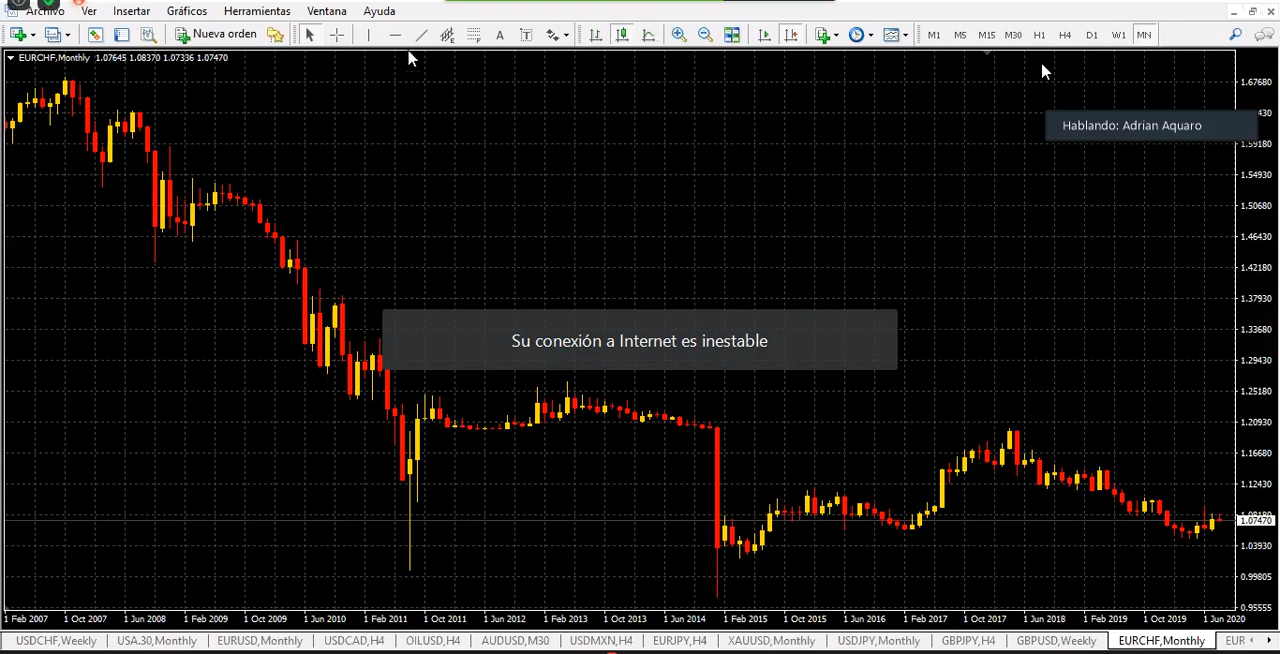 Archivo Ver Insertar Gráficos Herramientas Ventana Ayuda
Nueva orden A T M1 M5 M15 M30 H1 H4 D1 W1 MN
EURCHF,Monthly 1.07645 1.08370 1.07336 1.07470
1.67680
Hablando: Adrian Aquaro
1.59180
1.54930
1.50680
1.46430
1.42180
1.37930
1.33680
Su conexión a Internet es inestable
1.29430
1.25180
1.20930
1.16680
1.12430
1.07470
1.03930
0.99805
0.95555
1 Feb 2007 1 Oct 2007 1 Jun 2008 1 Feb 2009 1 Oct 2009 1 Jun 2010 1 Feb 2011 1 Oct 2011 1 Jun 2012 1 Feb 2013 1 Oct 2013 1 Jun 2014 1 Feb 2015 1 Oct 2015 1 Jun 2016 1 Feb 2017 1 Oct 2017 1 Jun 2018 1 Feb 2019 1 Oct 2019 1 Jun 2020
USDCHF,Weekly USA.30,Monthly EURUSD,Monthly USDCAD,H4 OILUSD,H4 AUDUSD,M30 USDMXN,H4 EURJPY,H4 XAUUSD,Monthly USDJPY,Monthly GBPJPY,H4 GBPUSD,Weekly EURCHF,Monthly EUR